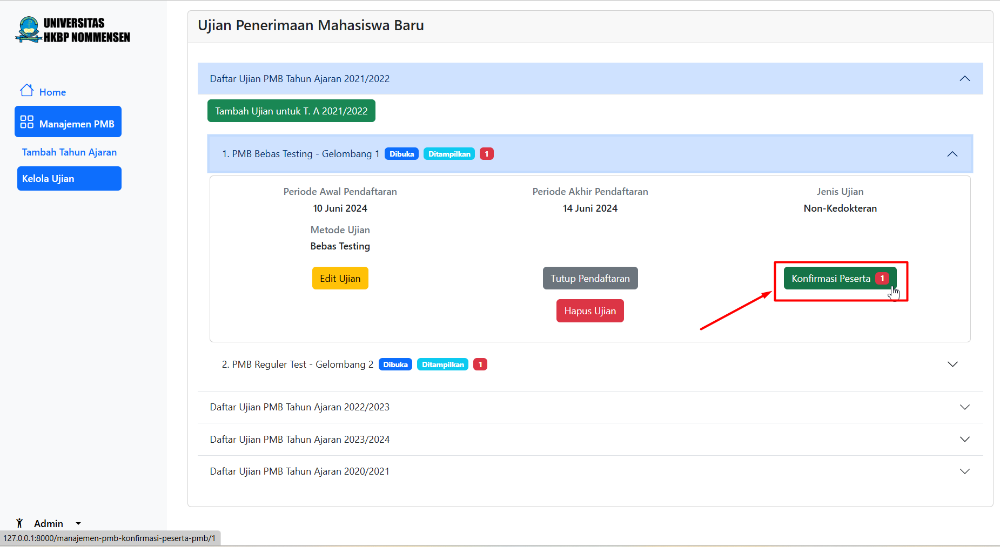 UNIVERSITAS
HKBP NOMMENSEN
Home
Manajemen PMB
Tambah Tahun Ajaran
Kelola Ujian
Ujian Penerimaan Mahasiswa Baru
Daftar Ujian PMB Tahun Ajaran 2021/2022
Tambah Ujian untuk T. A 2021/2022
1. PMB Bebas Testing - Gelombang 1 Dibuka Ditampilkan 1
Periode Awal Pendaftaran Periode Akhir Pendaftaran Jenis Ujian
10 Juni 2024 14 Juni 2024 Non-Kedokteran
Metode Ujian
Bebas Testing
Edit Ujian Tutup Pendaftaran Konfirmasi Peserta 1
Hapus Ujian
2. PMB Reguler Test - Gelombang 2 Dibuka Ditampilkan 1
Daftar Ujian PMB Tahun Ajaran 2022/2023
Daftar Ujian PMB Tahun Ajaran 2023/2024
Daftar Ujian PMB Tahun Ajaran 2020/2021
Admin
127.0.0.1:8000/manajemen-pmb-konfirmasi-peserta-pmb/1